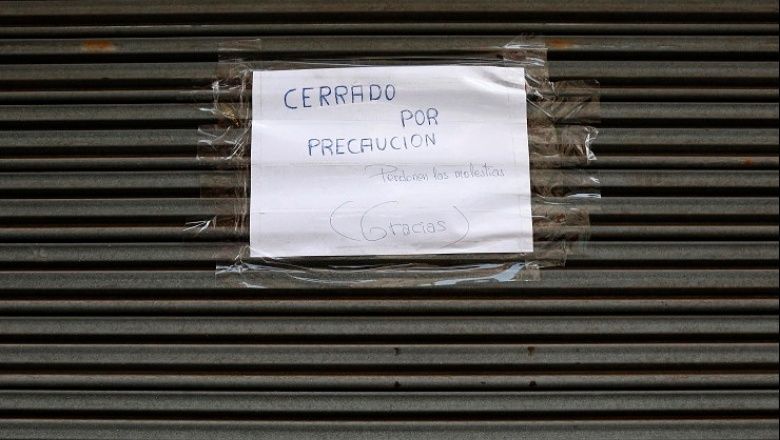 CERRADO
POR
PRECAUCION
Perdonen las molestias
(Gracias)